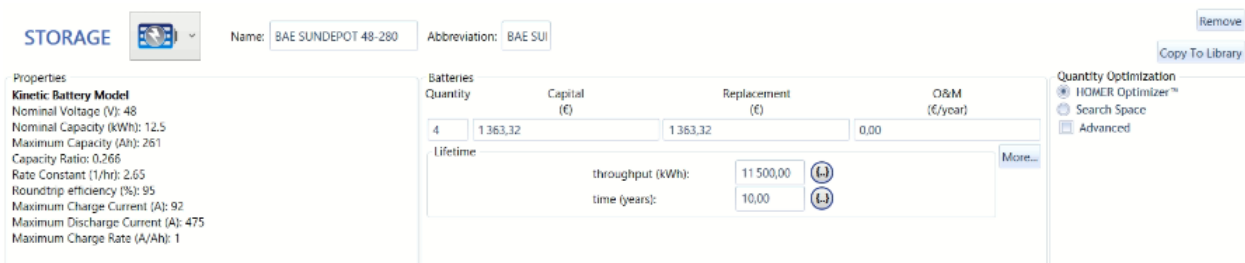 Remove
STORAGE
Name: BAE SUNDEPOT 48-280 Abbreviation: BAE SUI
Copy To Library
Properties
Kinetic Battery Model
Nominal Voltage (V): 48
Nominal Capacity (kWh): 12.5
Maximum Capacity (Ah): 261
Capacity Ratio: 0.266
Rate Constant (1/hr): 2.65
Roundtrip efficiency (%): 95
Maximum Charge Current (A): 92
Maximum Discharge Current (A): 475
Maximum Charge Rate (A/Ah): 1
Batteries
Quantity Capital Replacement O&M
(€) (€) (€/year)
4 1 363,32 1 363,32 0,00
Lifetime
More...
throughput (kWh): 11 500,00 {..}
time (years): 10,00 {..}
Quantity Optimization
HOMER Optimizer™
Search Space
Advanced